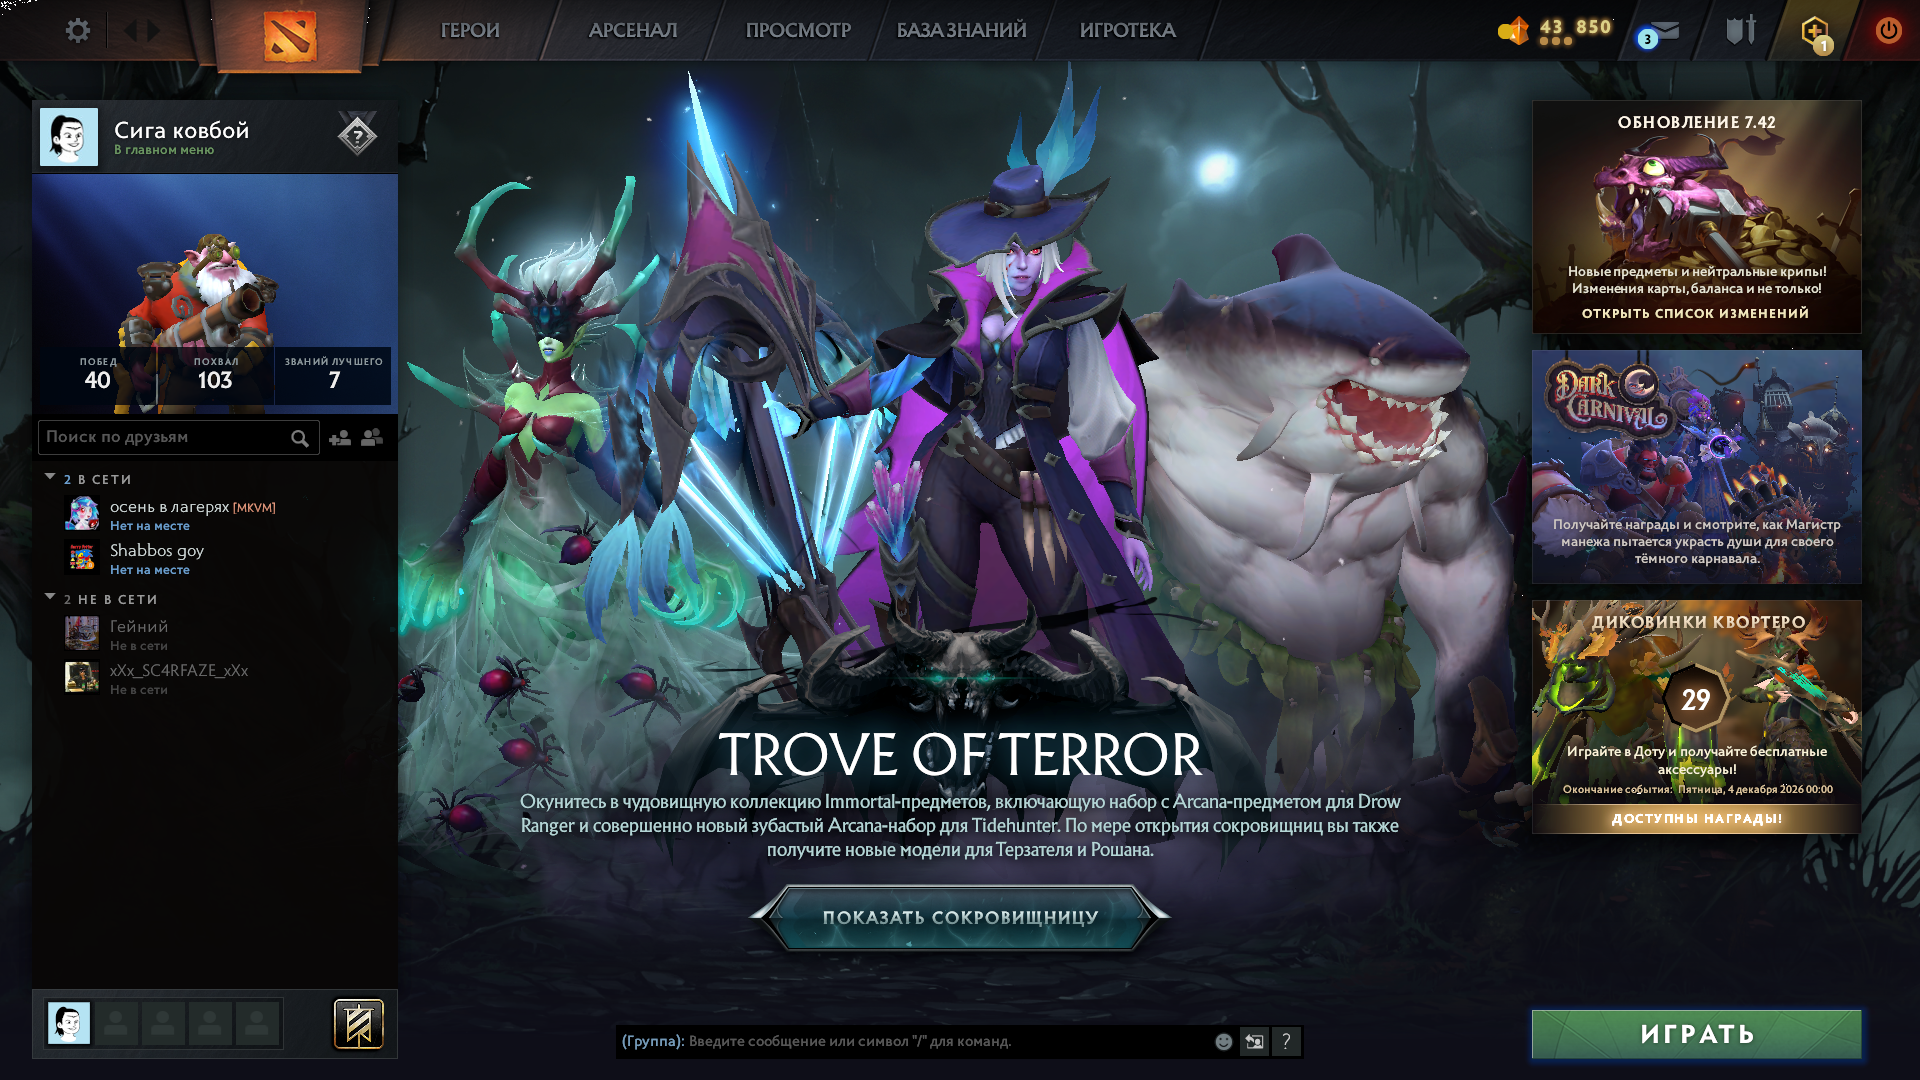 ГЕРОИ
АРСЕНАЛ
ПРОСМОТР
БАЗА ЗНАНИЙ
ИГРОТЕКА
43 850
3
1
Сига ковбой
В главном меню
?
ПОБЕД
40
ПОХВАЛ
103
ЗВАНИЙ ЛУЧШЕГО
7
Поиск по друзьям
2 В СЕТИ
осень в лагерях [MKVM]
Нет на месте
Shabbos goy
Нет на месте
2 НЕ В СЕТИ
Гейний
Не в сети
xXx_SC4RFAZE_xXx
Не в сети
TROVE OF TERROR
Окунитесь в чудовищную коллекцию Immortal-предметов, включающую набор с Arcana-предметом для Drow
Ranger и совершенно новый зубастый Arcana-набор для Tidehunter. По мере открытия сокровищниц вы также
получите новые модели для Терзателя и Рошана.
ПОКАЗАТЬ СОКРОВИЩНИЦУ
(Группа): Введите сообщение или символ "/" для команд.
?
ОБНОВЛЕНИЕ 7.42
Новые предметы и нейтральные крипы!
Изменения карты, баланса и не только!
ОТКРЫТЬ СПИСОК ИЗМЕНЕНИЙ
DARK
CARNIVAL
Получайте награды и смотрите, как Магистр
манежа пытается украсть души для своего
тёмного карнавала.
ДИКОВИНКИ КВОРТЕРО
29
Играйте в Доту и получайте бесплатные
аксессуары!
Окончание события: Пятница, 4 декабря 2026 00:00
ДОСТУПНЫ НАГРАДЫ!
ИГРАТЬ